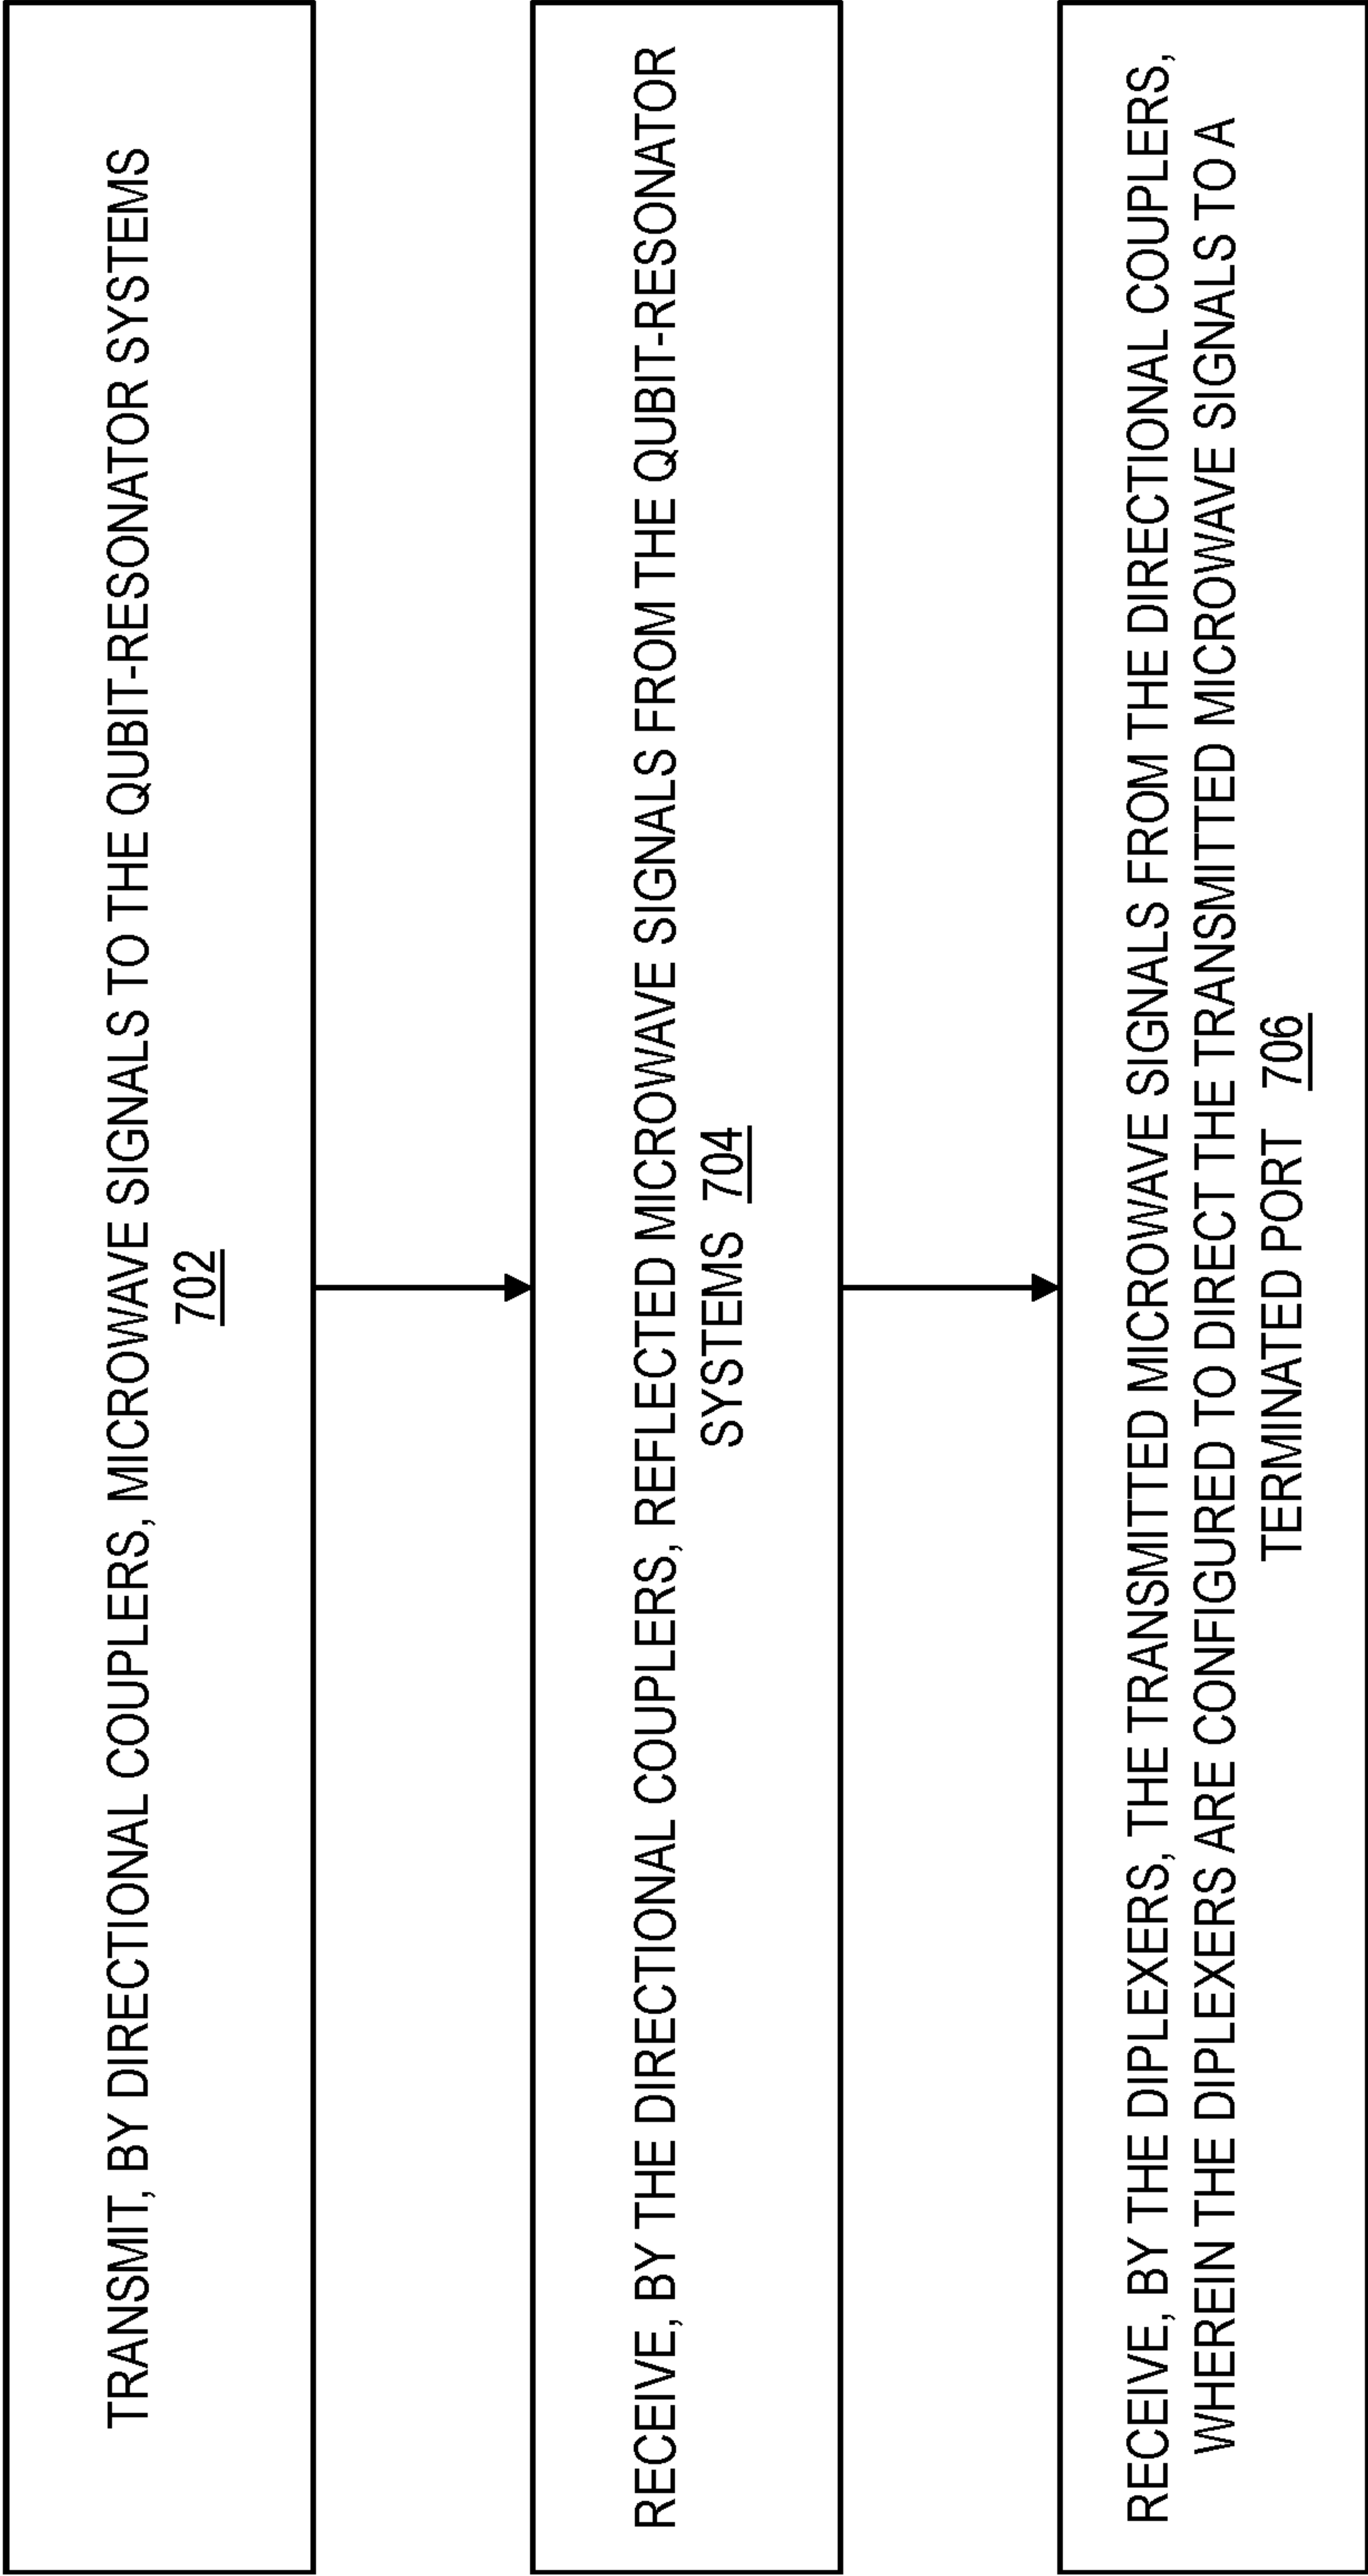 TRANSMIT, BY DIRECTIONAL COUPLERS, MICROWAVE SIGNALS TO THE QUBIT-RESONATOR SYSTEMS
702
RECEIVE, BY THE DIRECTIONAL COUPLERS, REFLECTED MICROWAVE SIGNALS FROM THE QUBIT-RESONATOR
SYSTEMS 704
RECEIVE, BY THE DIPLEXERS, THE TRANSMITTED MICROWAVE SIGNALS FROM THE DIRECTIONAL COUPLERS,
WHEREIN THE DIPLEXERS ARE CONFIGURED TO DIRECT THE TRANSMITTED MICROWAVE SIGNALS TO A
TERMINATED PORT 706